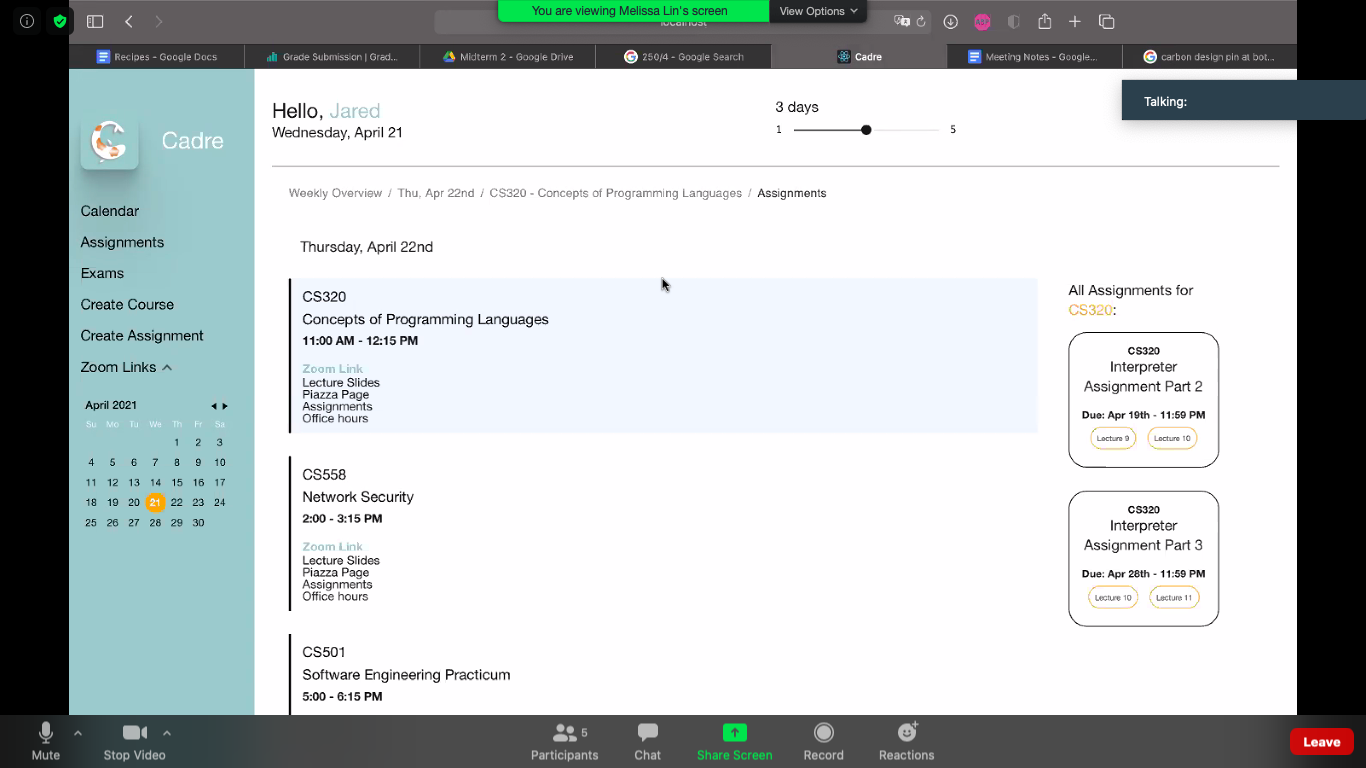 You are viewing Melissa Lin's screen
View Options
localhost
Recipes - Google Docs
Grade Submission | Grad...
Midterm 2 - Google Drive
250/4 - Google Search
Cadre
Meeting Notes - Google...
carbon design pin at bot...
Talking:
Cadre
Calendar
Assignments
Exams
Create Course
Create Assignment
Zoom Links
April 2021
Su Mo Tu We Th Fr Sa
1 2 3
4 5 6 7 8 9 10
11 12 13 14 15 16 17
18 19 20 21 22 23 24
25 26 27 28 29 30
Hello, Jared
Wednesday, April 21
3 days
1 5
Weekly Overview / Thu, Apr 22nd / CS320 - Concepts of Programming Languages / Assignments
Thursday, April 22nd
CS320
Concepts of Programming Languages
11:00 AM - 12:15 PM
Zoom Link
Lecture Slides
Piazza Page
Assignments
Office hours
CS558
Network Security
2:00 - 3:15 PM
Zoom Link
Lecture Slides
Piazza Page
Assignments
Office hours
CS501
Software Engineering Practicum
5:00 - 6:15 PM
All Assignments for
CS320:
CS320
Interpreter
Assignment Part 2
Due: Apr 19th - 11:59 PM
Lecture 9 Lecture 10
CS320
Interpreter
Assignment Part 3
Due: Apr 28th - 11:59 PM
Lecture 10 Lecture 11
Mute
Stop Video
Participants 5
Chat
Share Screen
Record
Reactions
Leave